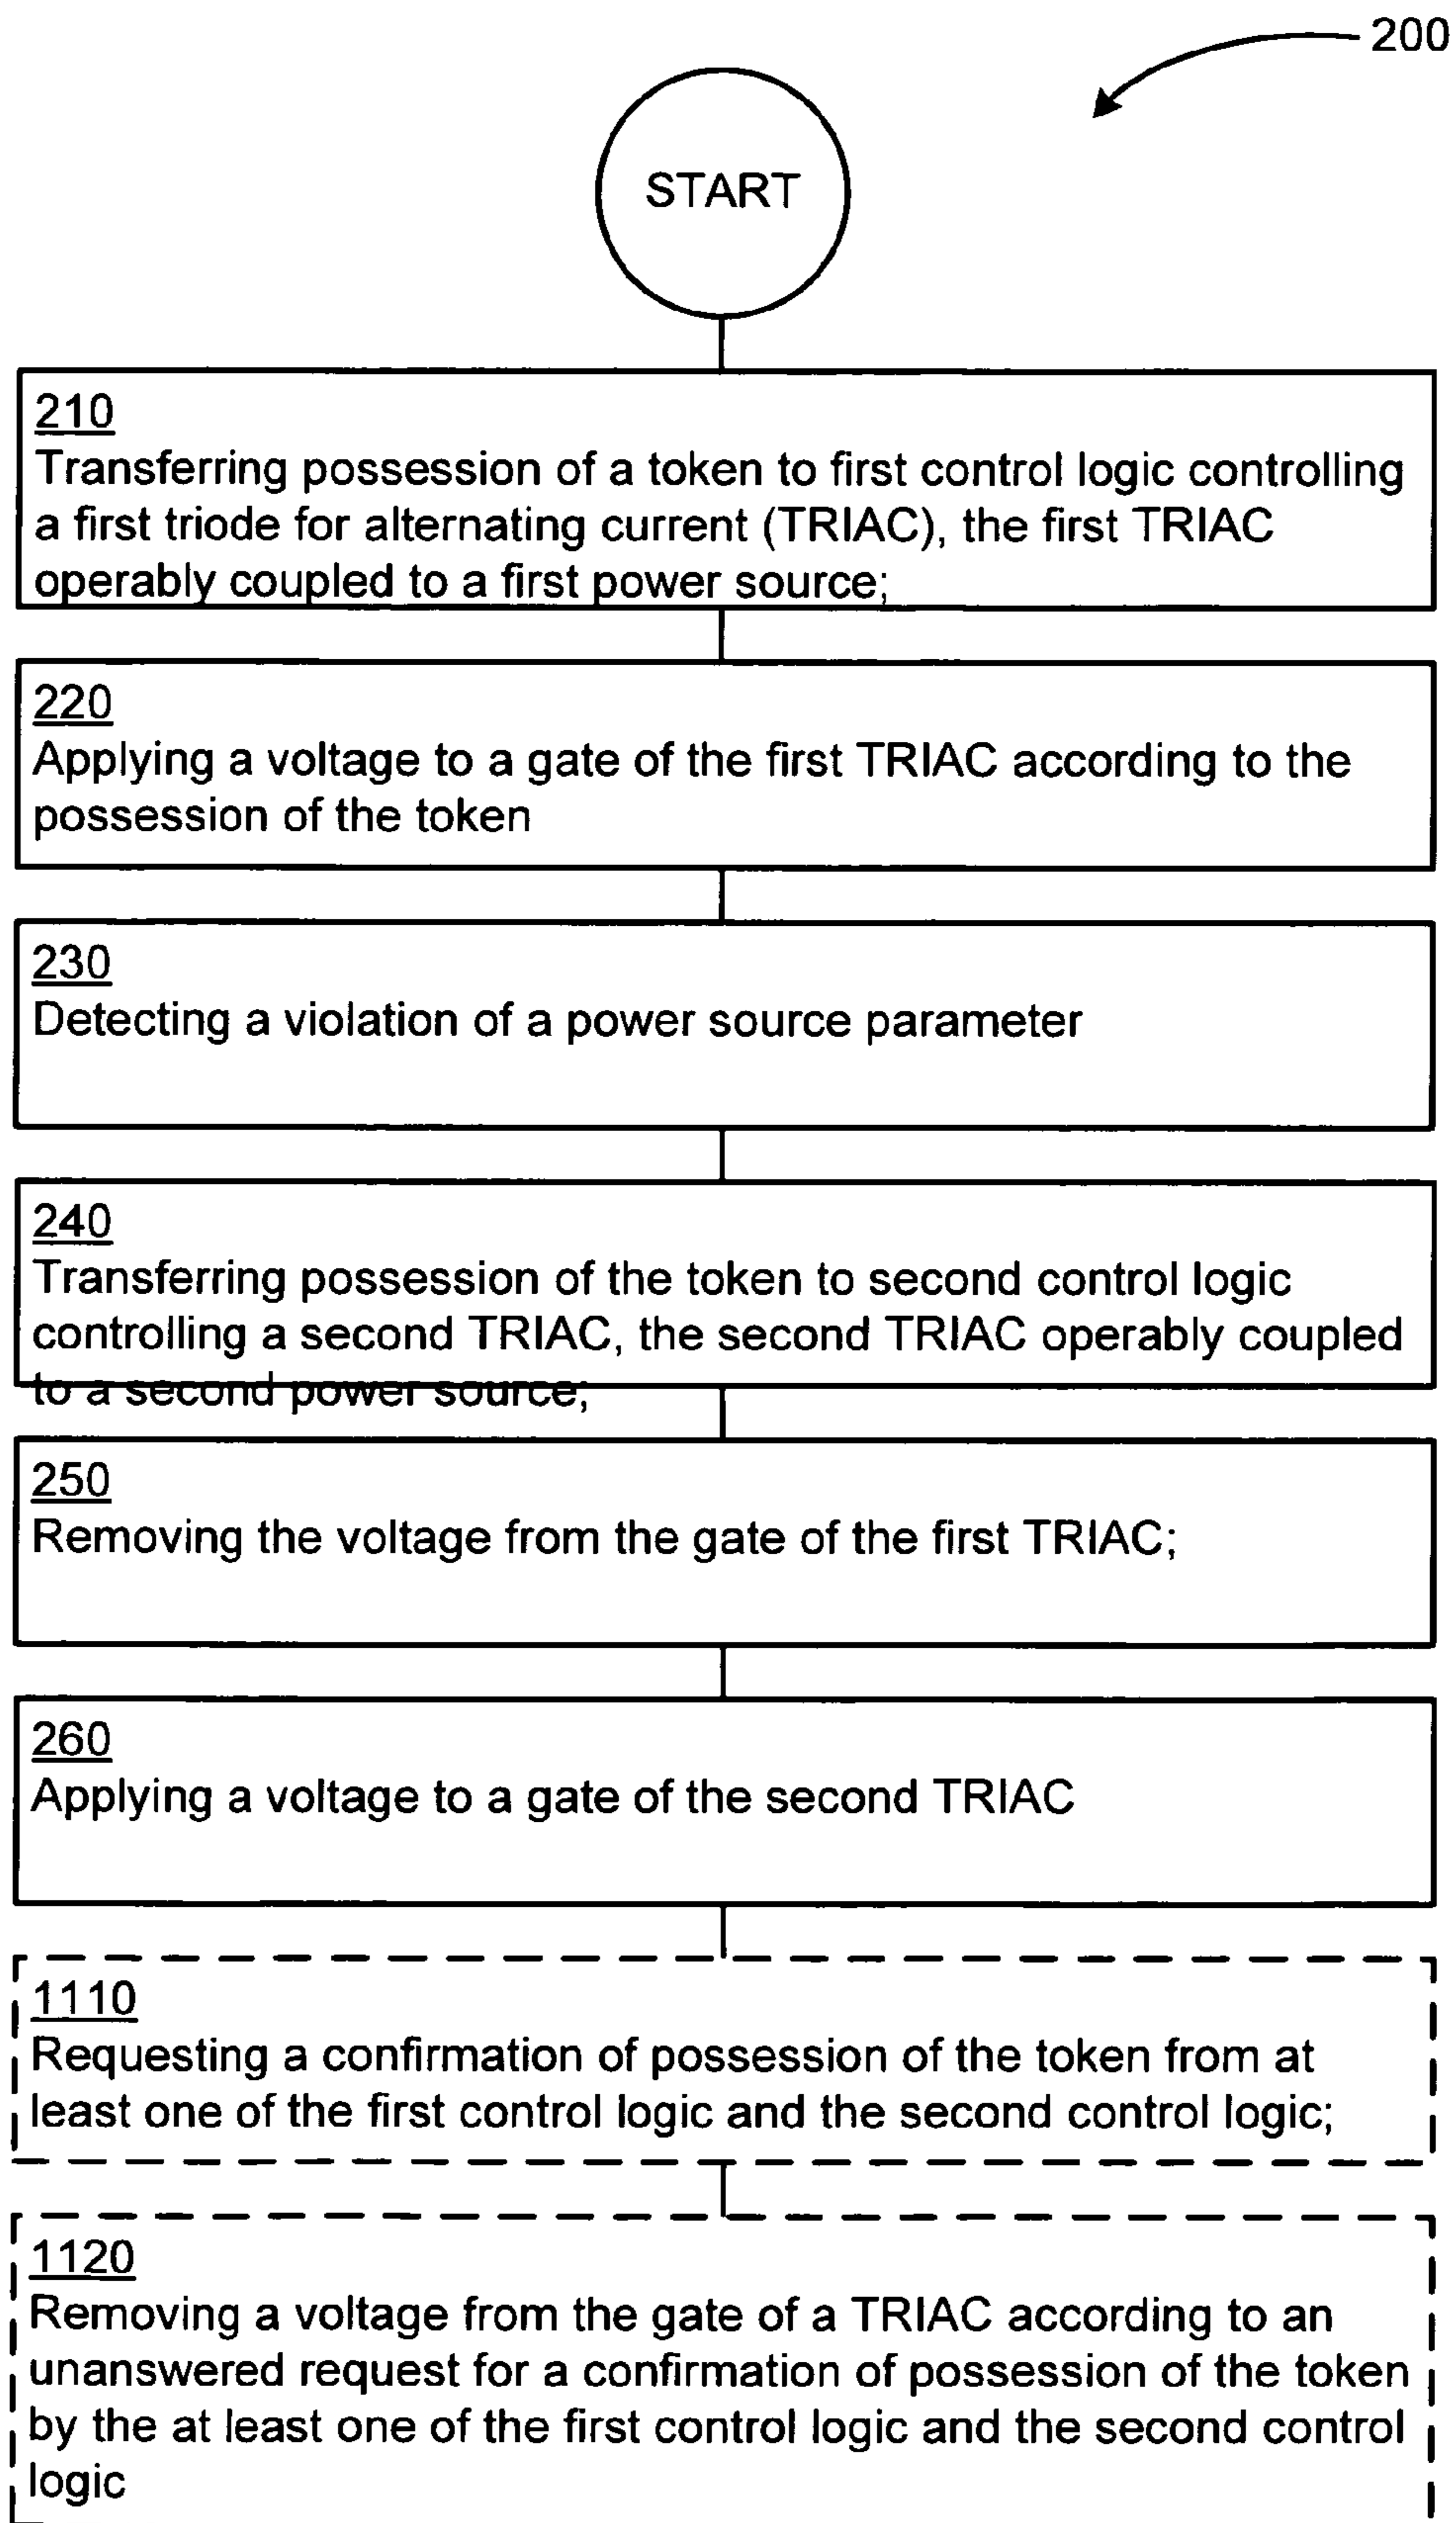 200
START
210
Transferring possession of a token to first control logic controlling
a first triode for alternating current (TRIAC), the first TRIAC
operably coupled to a first power source;
220
Applying a voltage to a gate of the first TRIAC according to the
possession of the token
230
Detecting a violation of a power source parameter
240
Transferring possession of the token to second control logic
controlling a second TRIAC, the second TRIAC operably coupled
to a second power source;
250
Removing the voltage from the gate of the first TRIAC;
260
Applying a voltage to a gate of the second TRIAC
1110
Requesting a confirmation of possession of the token from at
least one of the first control logic and the second control logic;
1120
Removing a voltage from the gate of a TRIAC according to an
unanswered request for a confirmation of possession of the token
by the at least one of the first control logic and the second control
logic